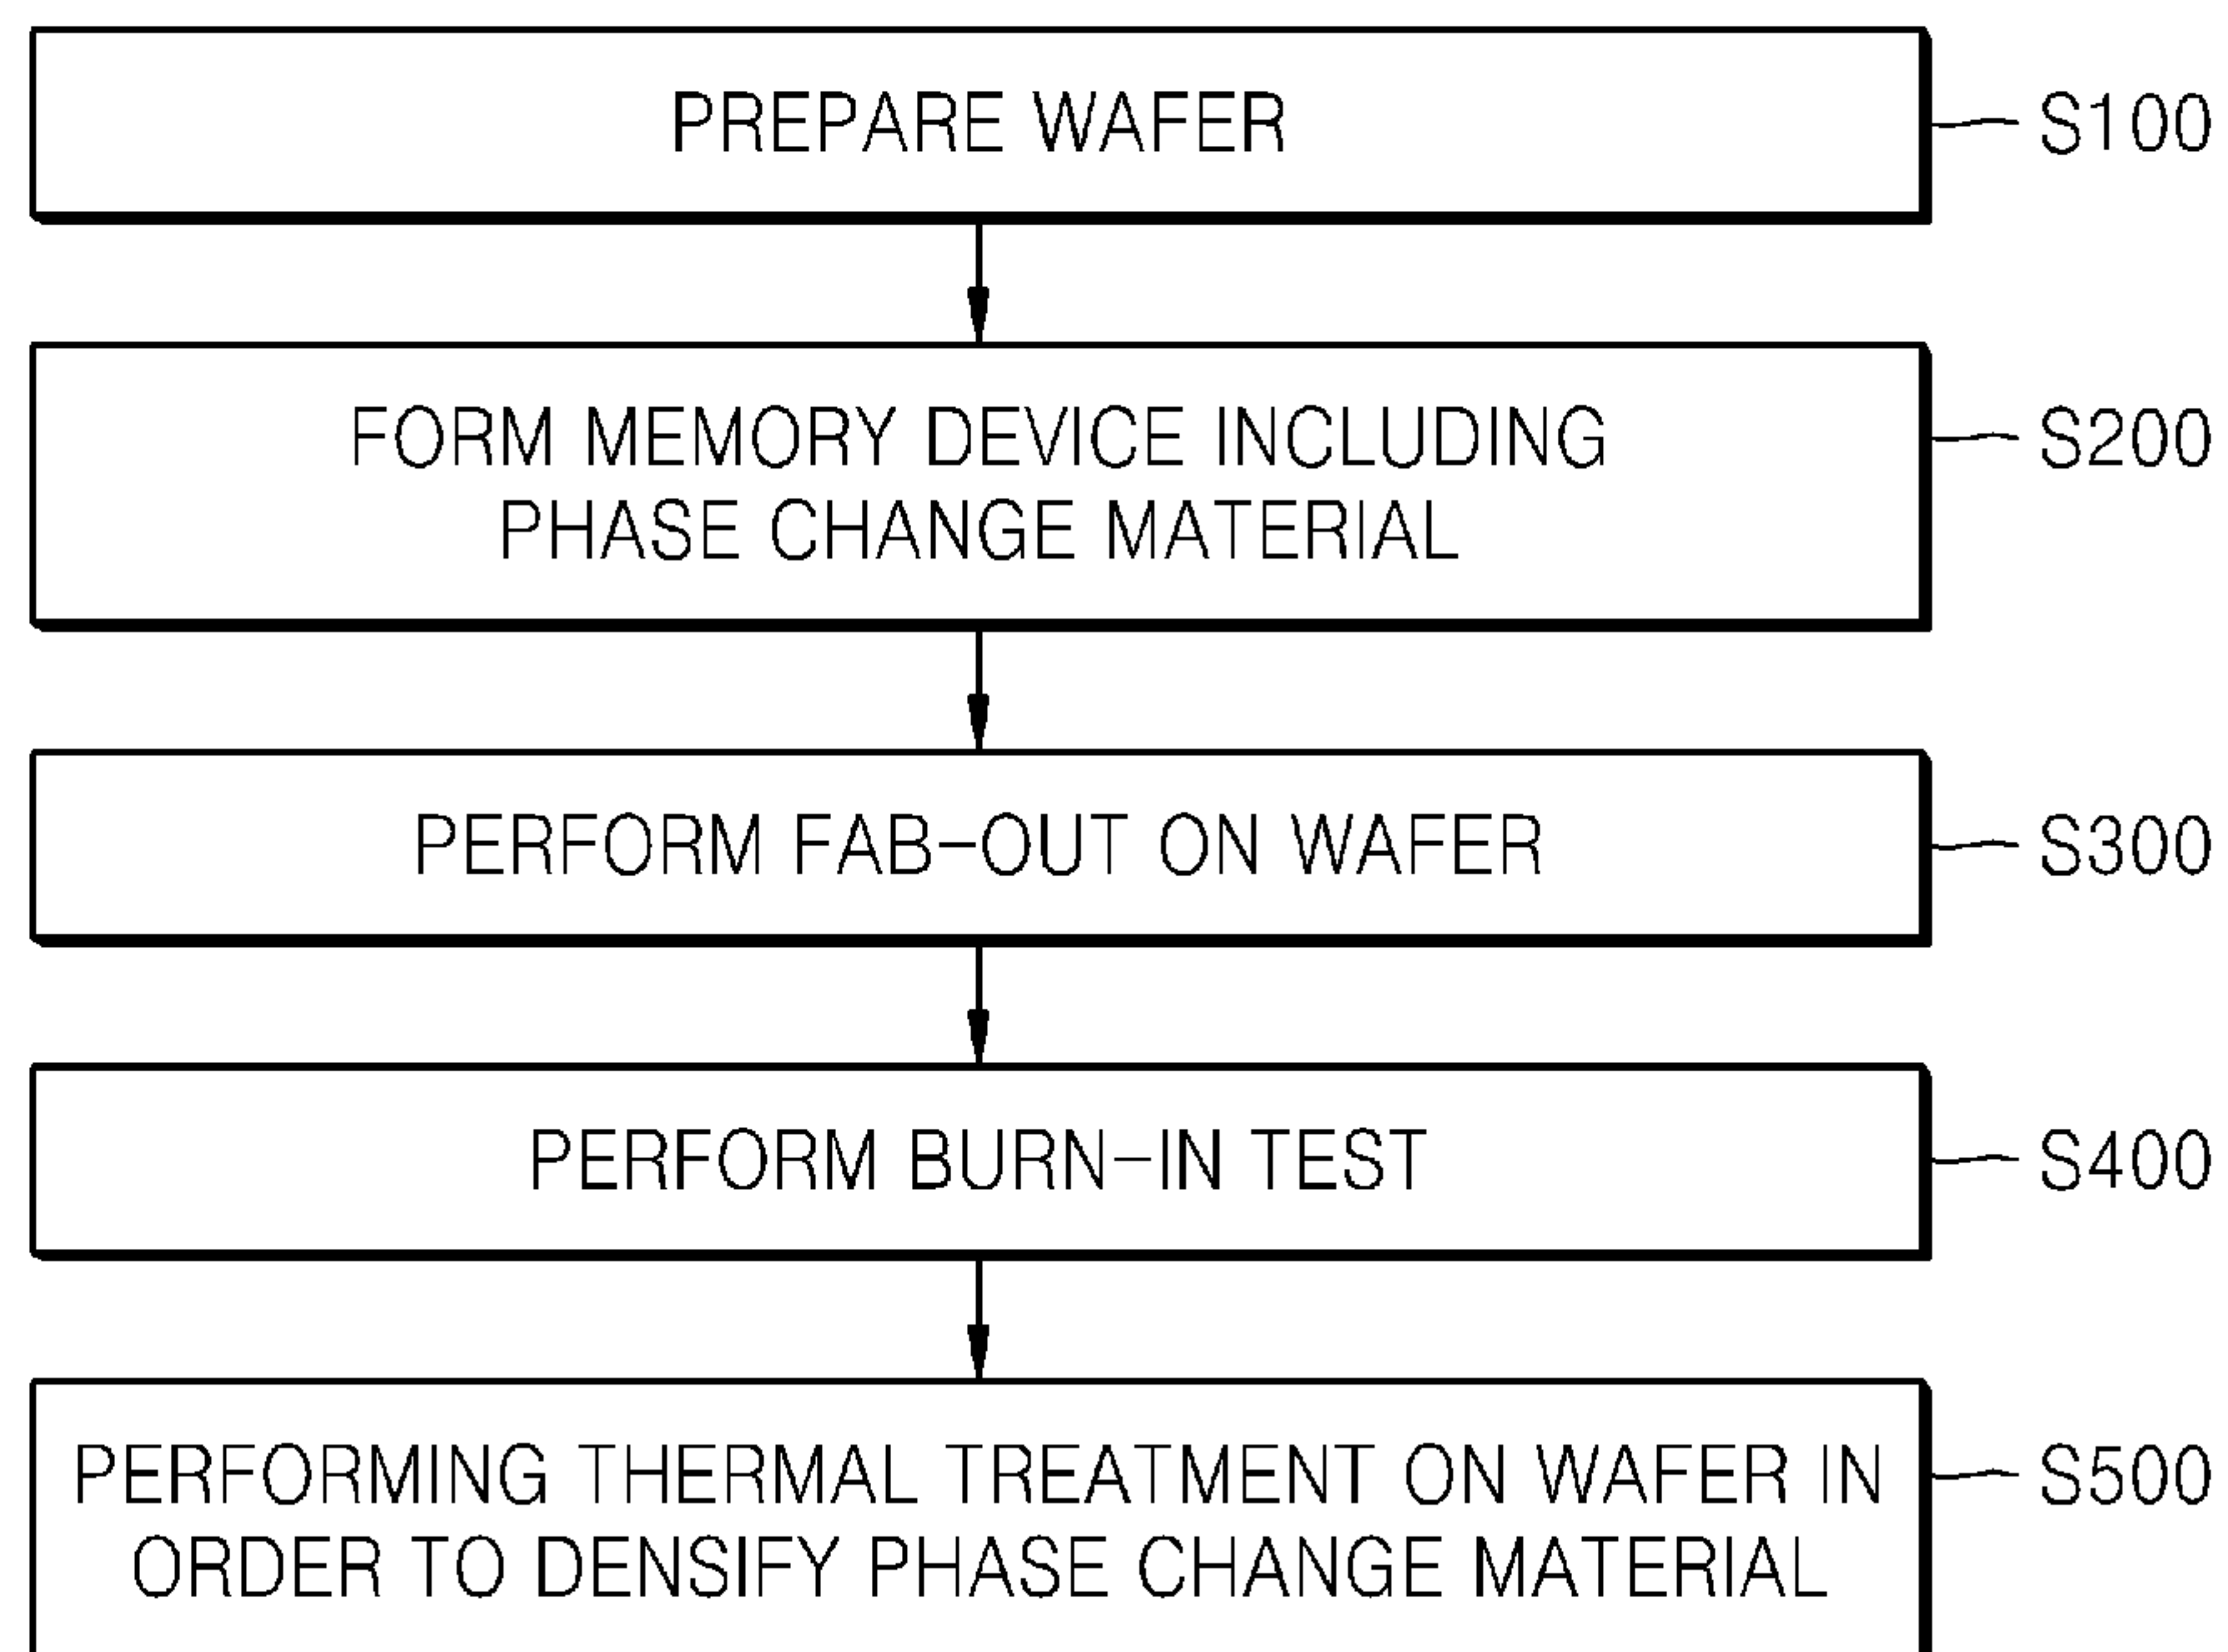 PREPARE WAFER
S100
FORM MEMORY DEVICE INCLUDING
S200
PHASE CHANGE MATERIAL
PERFORM FAB-OUT ON WAFER
S300
PERFORM BURN-IN TEST
S400
PERFORMING THERMAL TREATMENT ON WAFER IN
S500
ORDER TO DENSIFY PHASE CHANGE MATERIAL